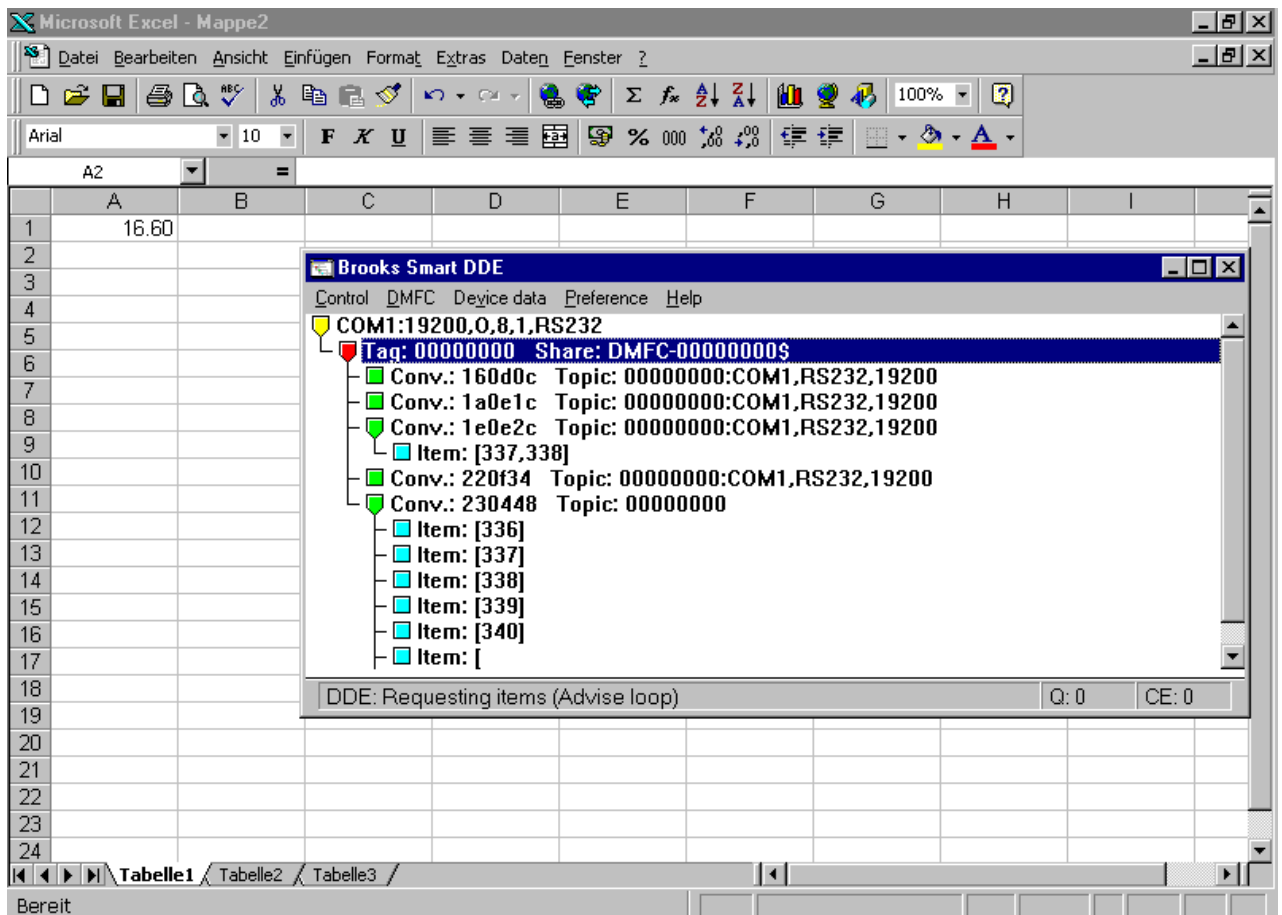 Microsoft Excel - Mappe2
Datei Bearbeiten Ansicht Einfügen Format Extras Daten Fenster ?
ABC Σ fx A Z Z A 100% ?
Arial 10 F K U % 000 ,0 ,00 ,00 ,0 A
A2 =
A B C D E F G H I
1 16.60
2
3
4
5
6
7
8
9
10
11
12
13
14
15
16
17
18
19
20
21
22
23
24
Brooks Smart DDE
Control DMFC Device data Preference Help
COM1:19200,O,8,1,RS232
Tag: 00000000 Share: DMFC-00000000$
Conv.: 160d0c Topic: 00000000:COM1,RS232,19200
Conv.: 1a0e1c Topic: 00000000:COM1,RS232,19200
Conv.: 1e0e2c Topic: 00000000:COM1,RS232,19200
Item: [337,338]
Conv.: 220f34 Topic: 00000000:COM1,RS232,19200
Conv.: 230448 Topic: 00000000
Item: [336]
Item: [337]
Item: [338]
Item: [339]
Item: [340]
Item: [
DDE: Requesting items (Advise loop) Q: 0 CE: 0
Tabelle1 Tabelle2 Tabelle3
Bereit